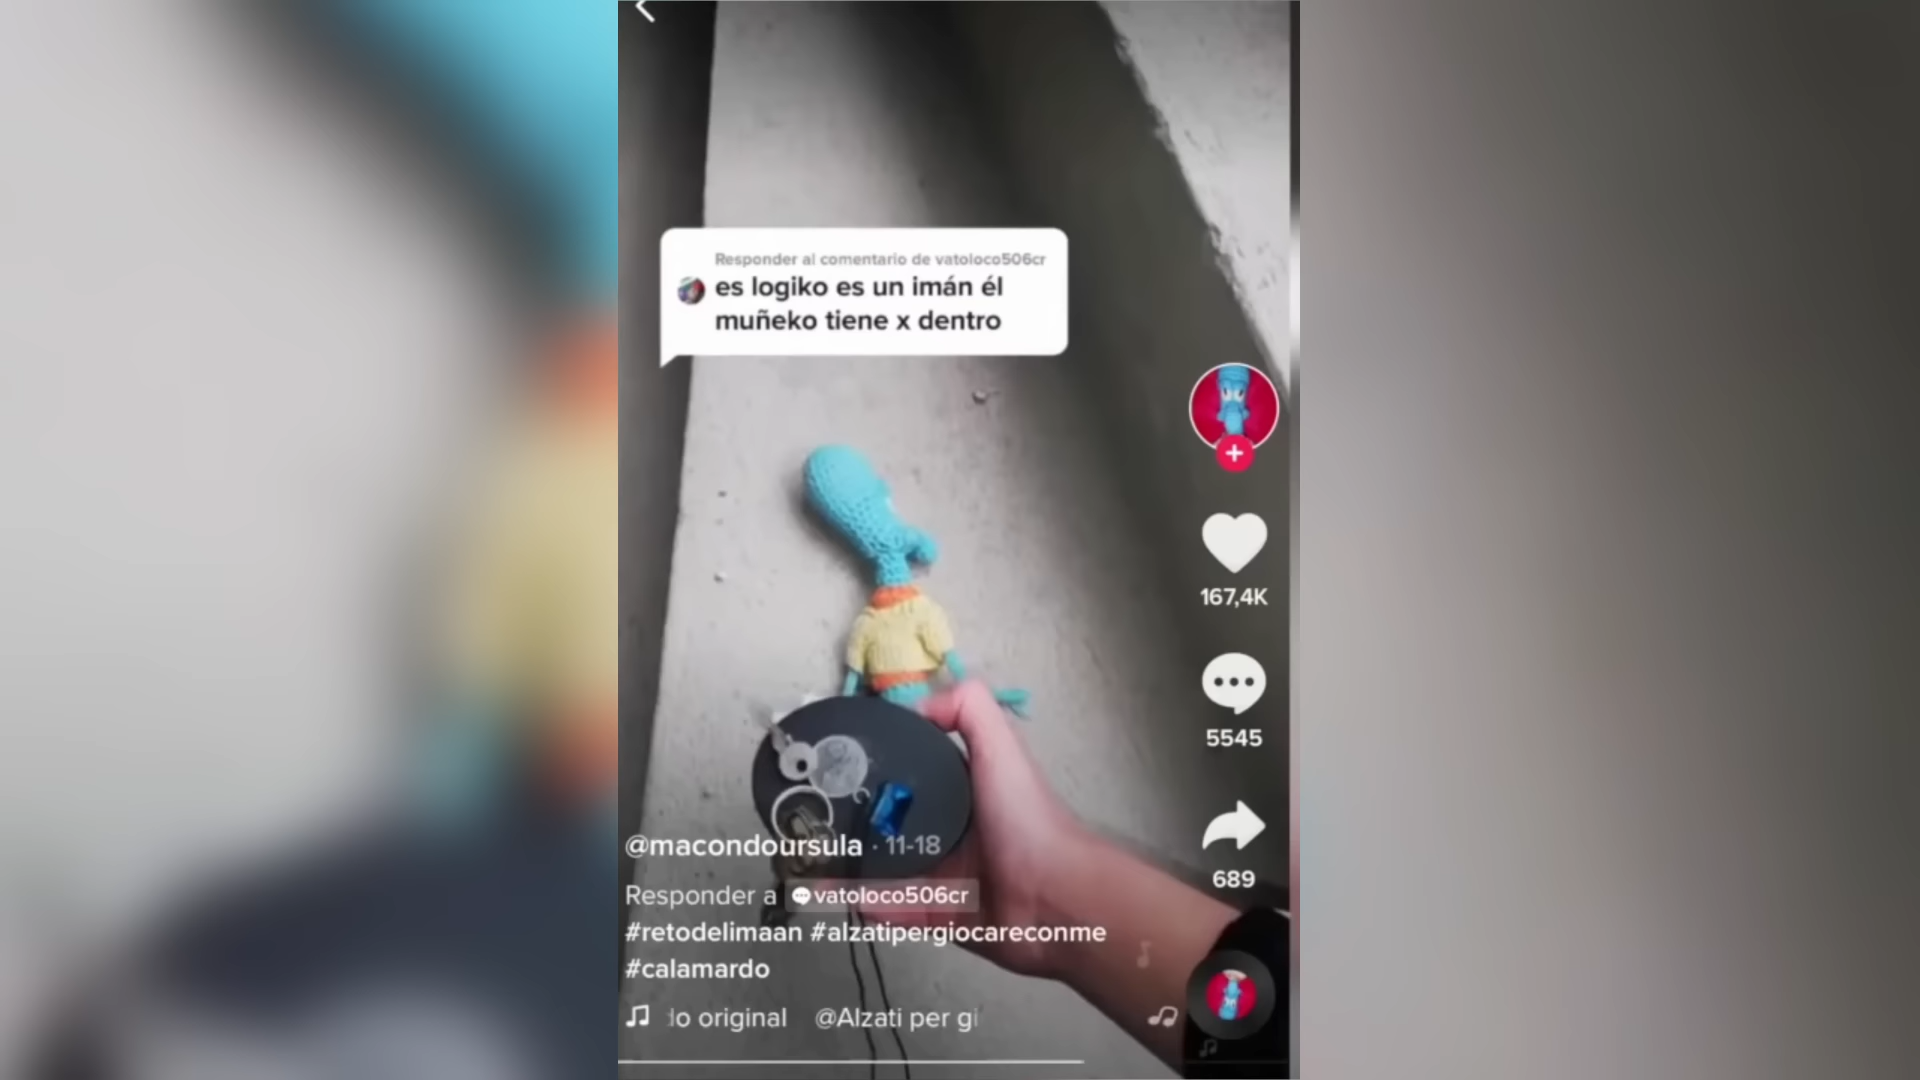 Responder al comentario de vatoloco506cr
es logiko es un imán él
muñeko tiene x dentro
167,4K
5545
689
@macondoursula · 11-18
Responder a vatoloco506cr
#retodelimaan #alzatipergiocareconme
#calamardo
do original @Alzati per gi